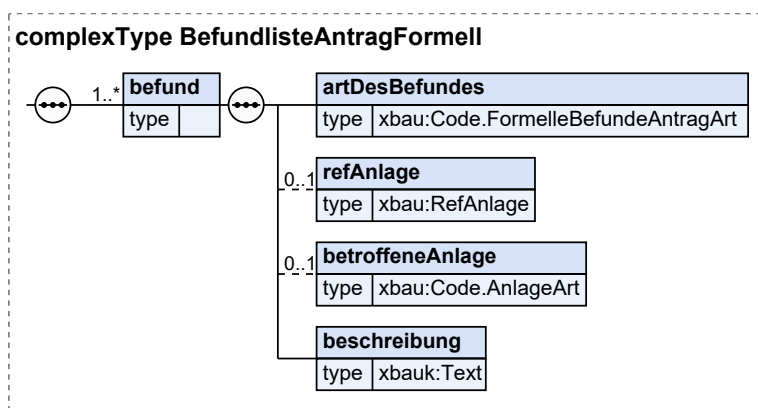 complexType BefundlisteAntragFormell
1..* befund
type
artDesBefundes
type xbau:Code.FormelleBefundeAntragArt
0..1 refAnlage
type xbau:RefAnlage
0..1 betroffeneAnlage
type xbau:Code.AnlageArt
beschreibung
type xbauk:Text